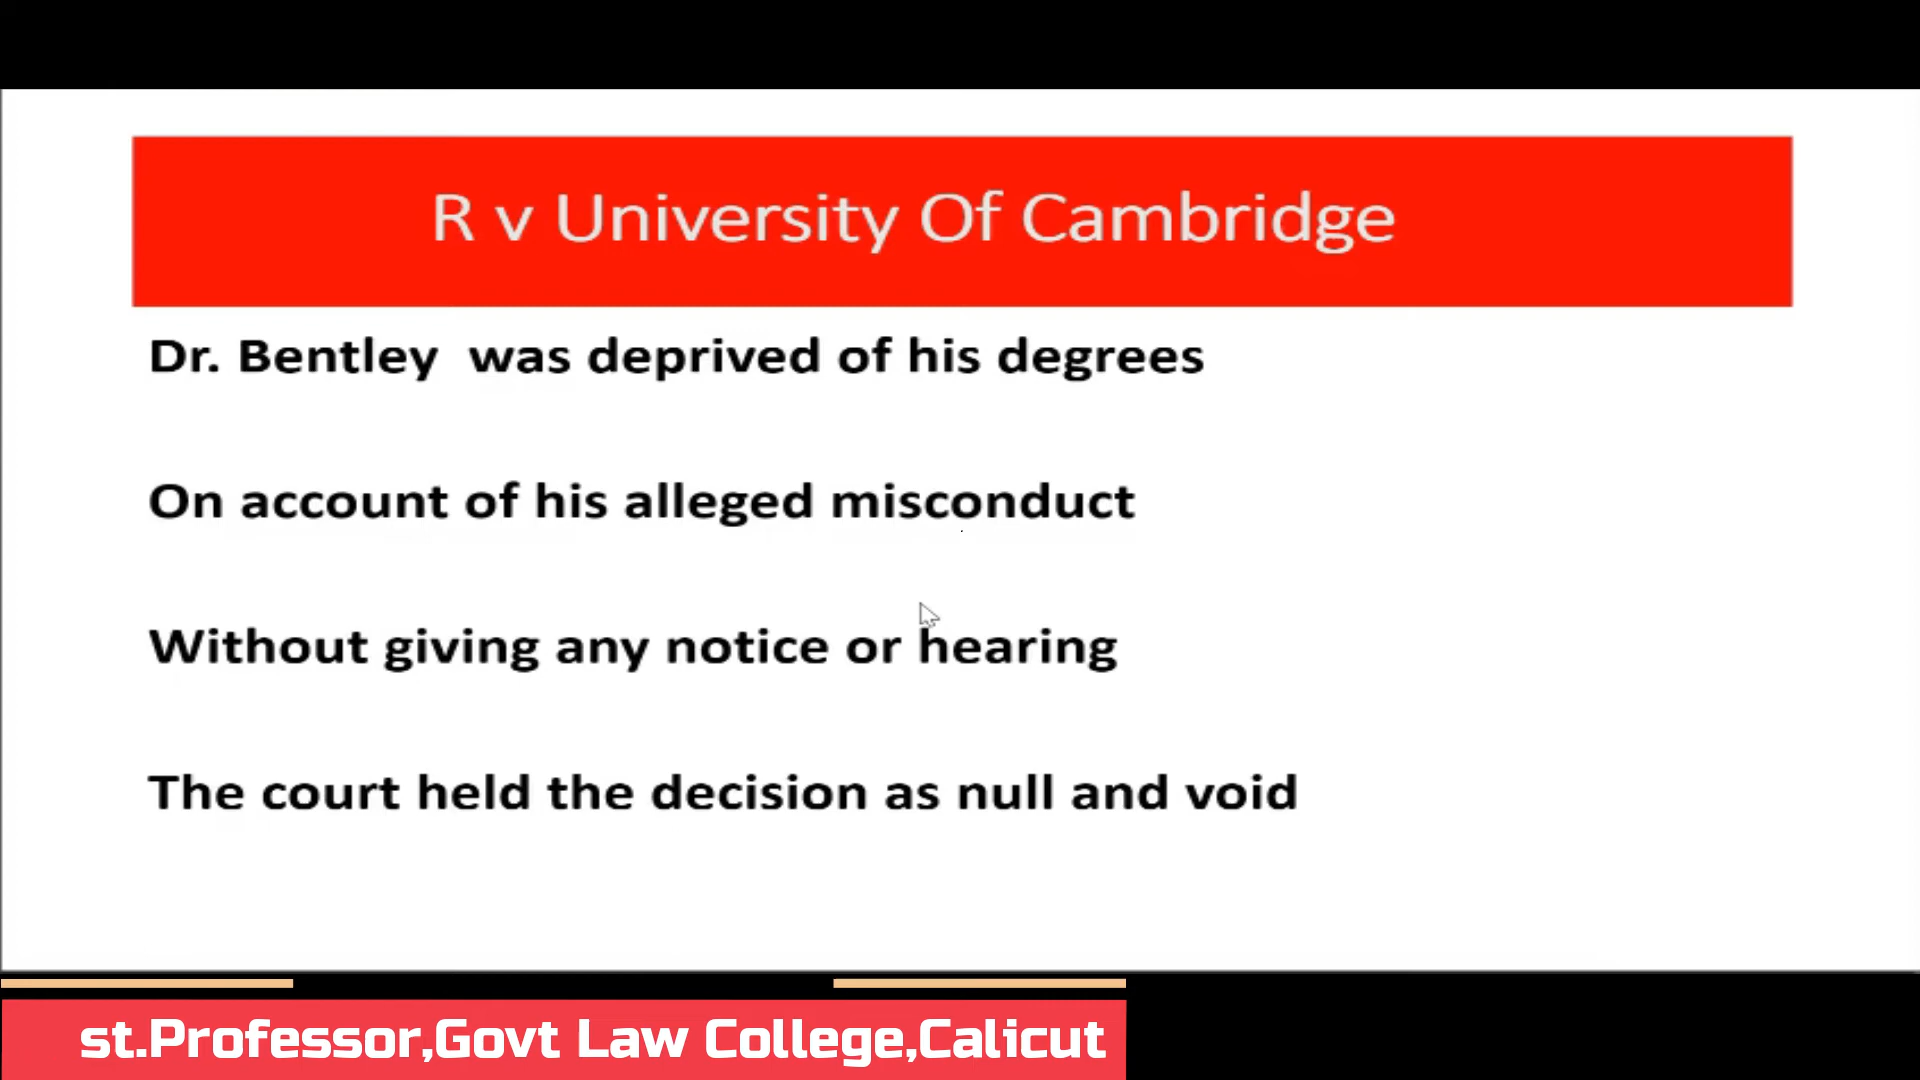 R v University Of Cambridge
Dr. Bentley was deprived of his degrees
On account of his alleged misconduct
Without giving any notice or hearing
The court held the decision as null and void
st.Professor,Govt Law College,Calicut